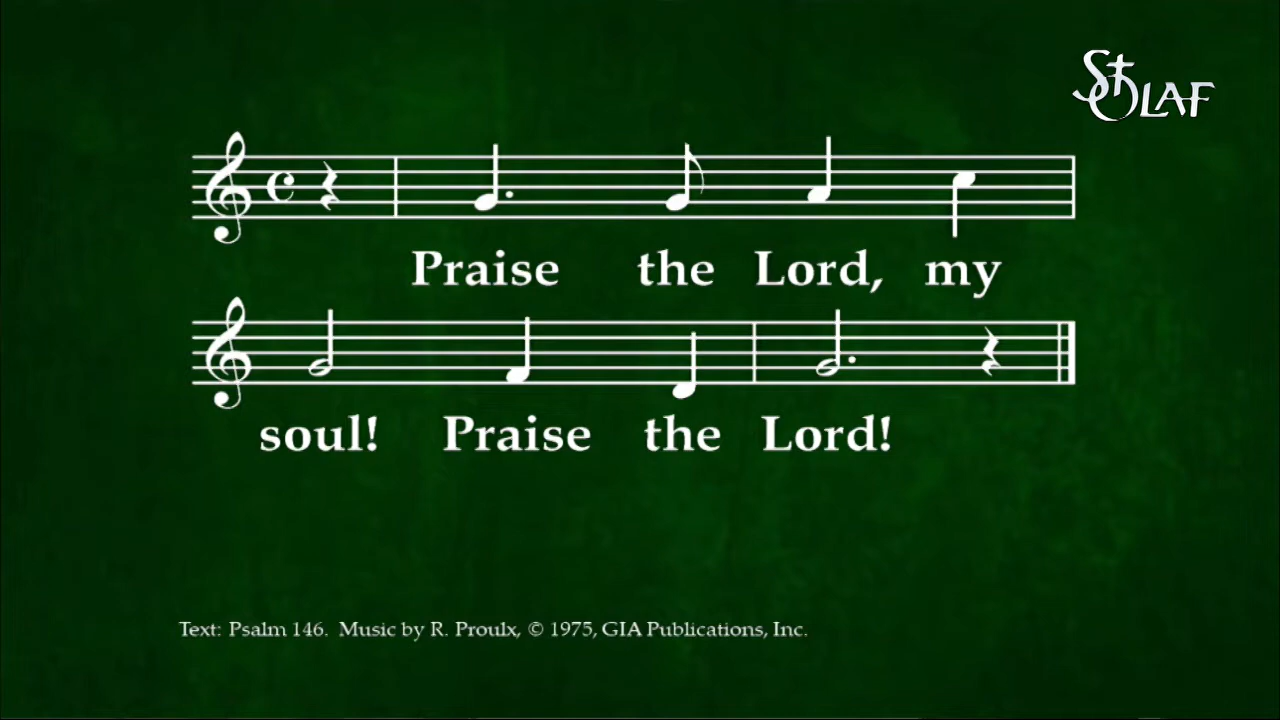 St OLAF
Praise the Lord, my
soul! Praise the Lord!
Text: Psalm 146. Music by R. Proulx, © 1975, GIA Publications, Inc.